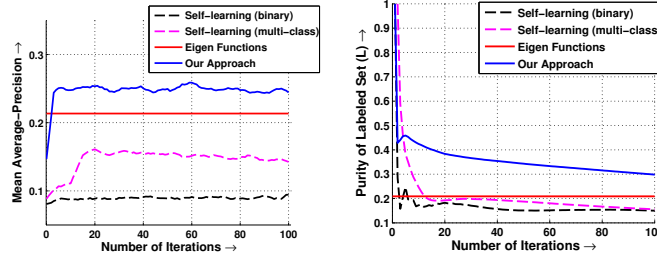 Self-learning (binary)
Self-learning (multi-class)
Eigen Functions
Our Approach
Mean Average-Precision
0.3
0.2
0.1
0
20
40
60
80
100
Number of Iterations →
Self-learning (binary)
Self-learning (multi-class)
Eigen Functions
Our Approach
Purity of Labeled Set (L) →
1
0.9
0.8
0.7
0.6
0.5
0.4
0.3
0.2
0.1
0
20
40
60
80
100
Number of Iterations →